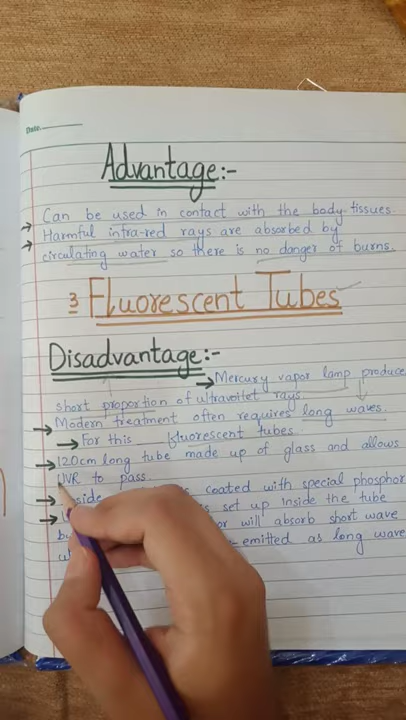 Date.
Advantage:-
→ Can be used in contact with the body tissues.
→ Harmful infra-red rays are absorbed by
circulating water so there is no danger of burns.
3 Fluorescent Tubes
Disadvantage:-
→ Mercury vapor lamp produce
short proportion of ultravoilet rays.
→ Modern treatment often requires long waves.
→ For this fluorescent tubes.
→ 120cm long tube made up of glass and allows
UVR to pass.
→ coated with special phosphor
→ set up inside the tube
will absorb short wave
emitted as long wave